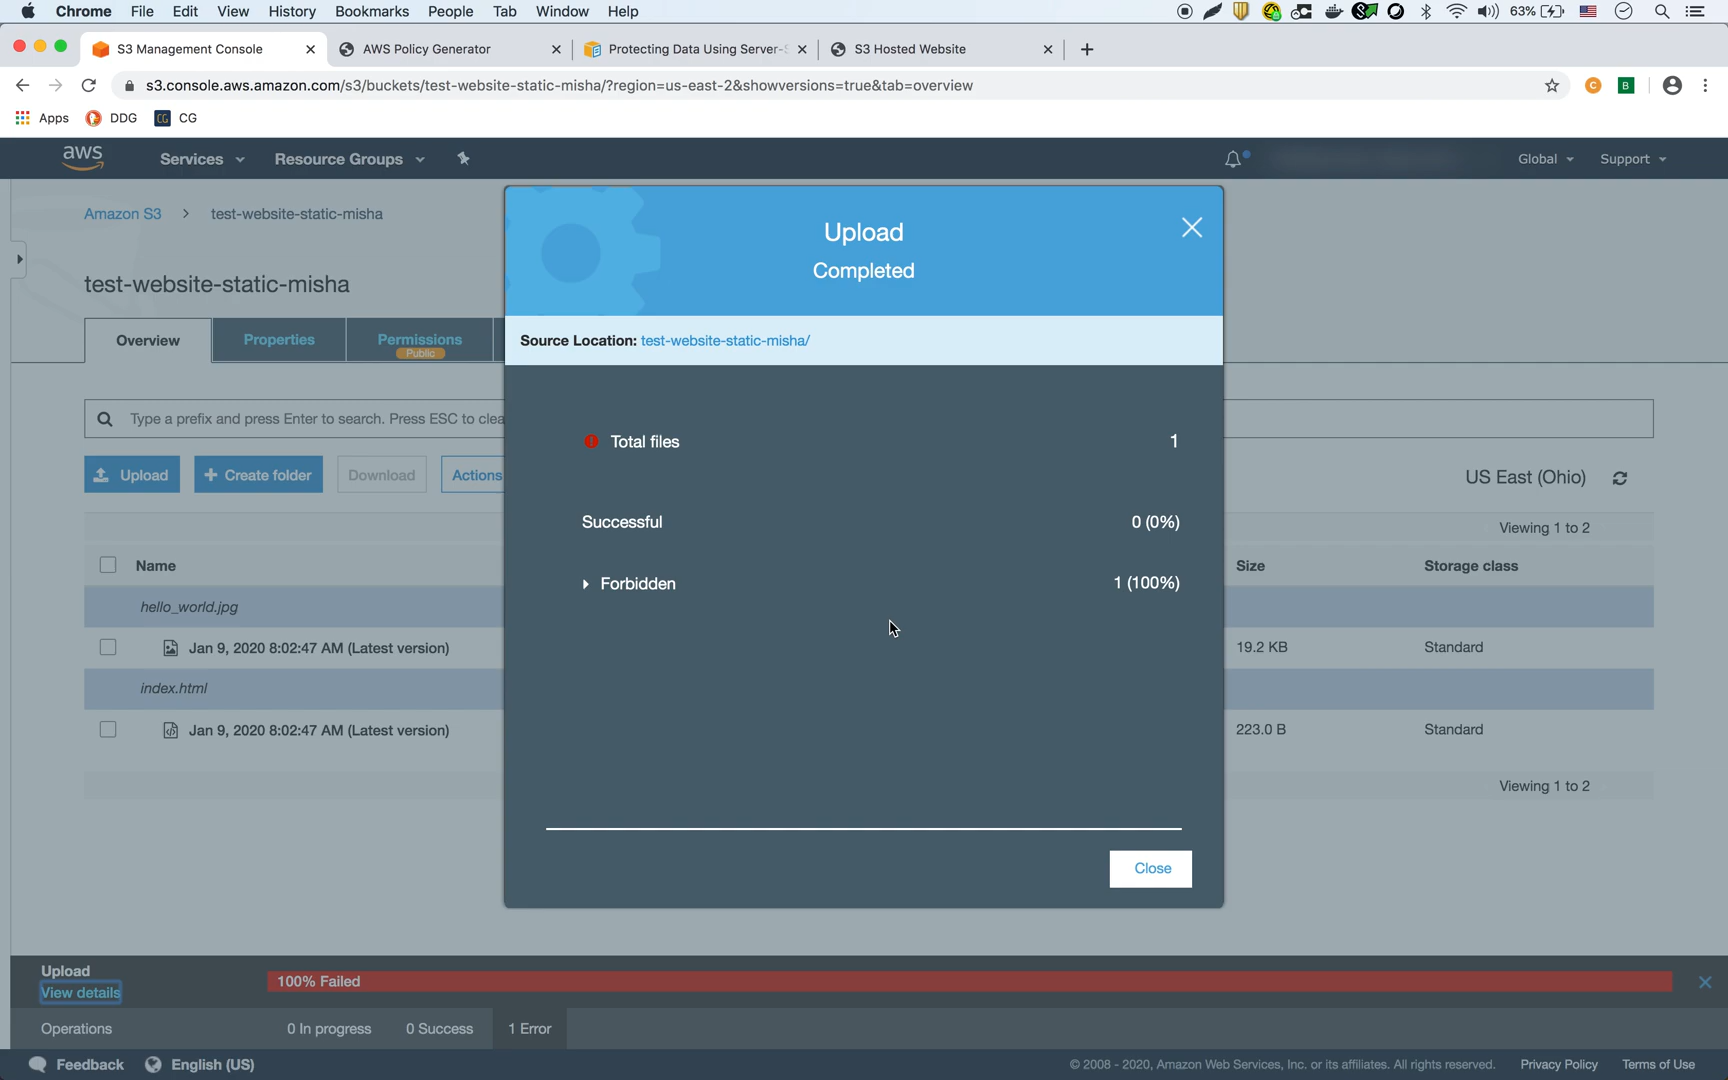 Chrome File Edit View History Bookmarks People Tab Window Help 63%
S3 Management Console AWS Policy Generator Protecting Data Using Server-S S3 Hosted Website
s3.console.aws.amazon.com/s3/buckets/test-website-static-misha/?region=us-east-2&showversions=true&tab=overview
Apps DDG CG CG
aws Services Resource Groups Global Support
Amazon S3 > test-website-static-misha
Upload
Completed
test-website-static-misha
Overview Properties Permissions
Public
Source Location: test-website-static-misha/
Type a prefix and press Enter to search. Press ESC to clea
Total files 1
Upload + Create folder Download Actions US East (Ohio)
Successful 0 (0%)
Viewing 1 to 2
Name Size Storage class
Forbidden 1 (100%)
hello_world.jpg
Jan 9, 2020 8:02:47 AM (Latest version) 19.2 KB Standard
index.html
Jan 9, 2020 8:02:47 AM (Latest version) 223.0 B Standard
Viewing 1 to 2
Close
Upload
View details
100% Failed
Operations 0 In progress 0 Success 1 Error
Feedback English (US) © 2008 - 2020, Amazon Web Services, Inc. or its affiliates. All rights reserved. Privacy Policy Terms of Use